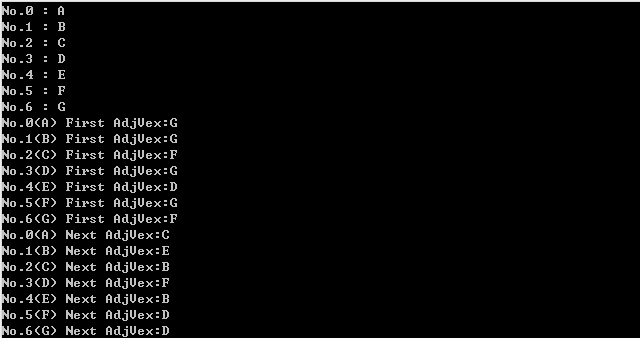 No.0 : A
No.1 : B
No.2 : C
No.3 : D
No.4 : E
No.5 : F
No.6 : G
No.0(A) First AdjVex:G
No.1(B) First AdjVex:G
No.2(C) First AdjVex:F
No.3(D) First AdjVex:G
No.4(E) First AdjVex:D
No.5(F) First AdjVex:G
No.6(G) First AdjVex:F
No.0(A) Next AdjVex:C
No.1(B) Next AdjVex:E
No.2(C) Next AdjVex:B
No.3(D) Next AdjVex:F
No.4(E) Next AdjVex:B
No.5(F) Next AdjVex:D
No.6(G) Next AdjVex:D